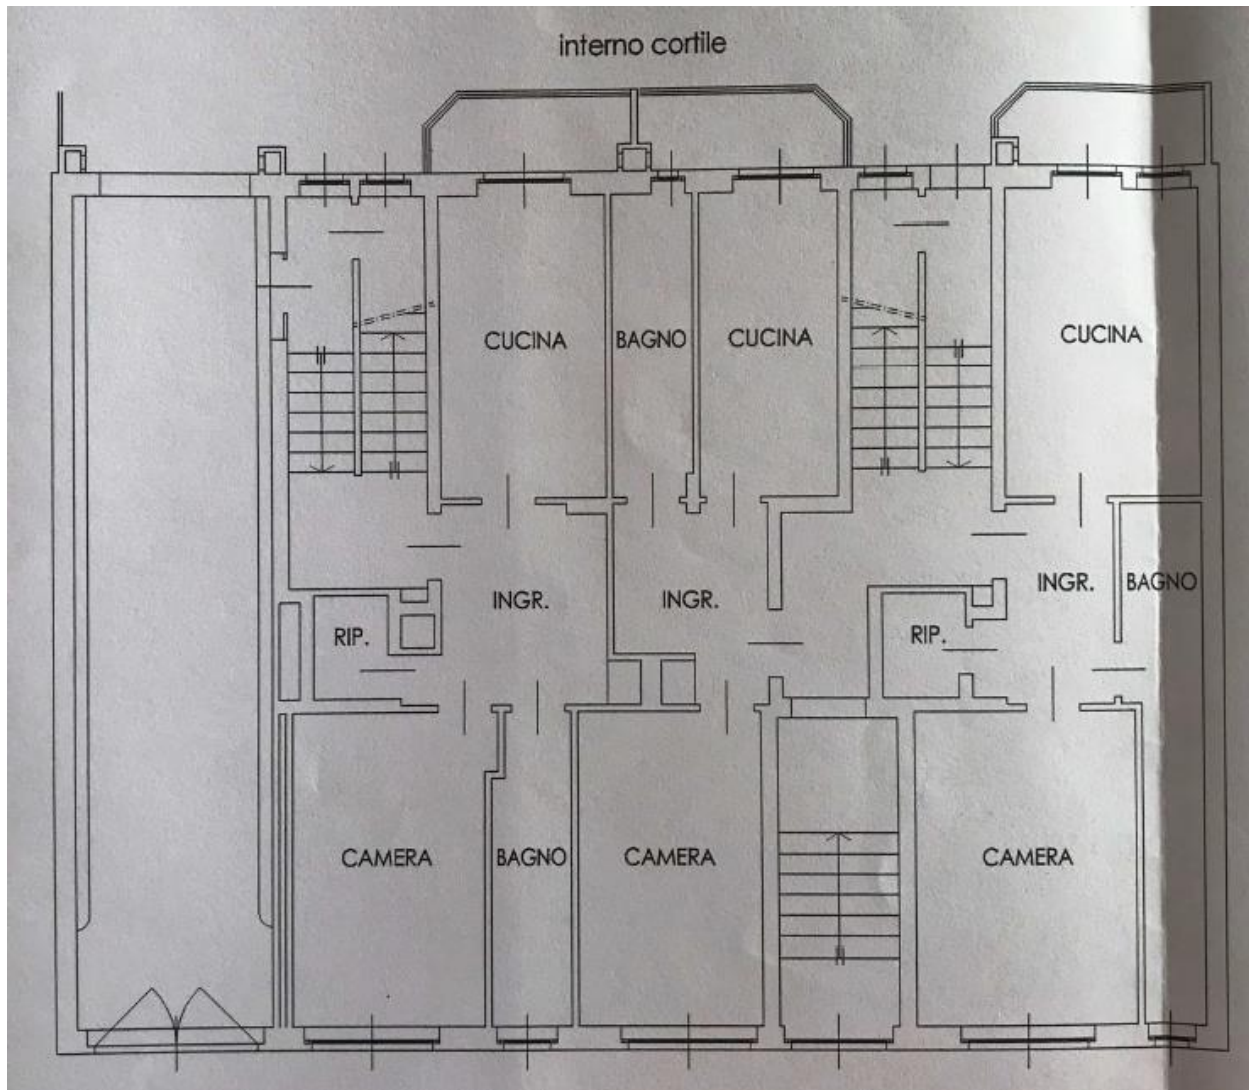 interno cortile
CUCINA
BAGNO
CUCINA
CUCINA
INGR.
INGR.
INGR.
BAGNO
RIP.
RIP.
CAMERA
BAGNO
CAMERA
CAMERA